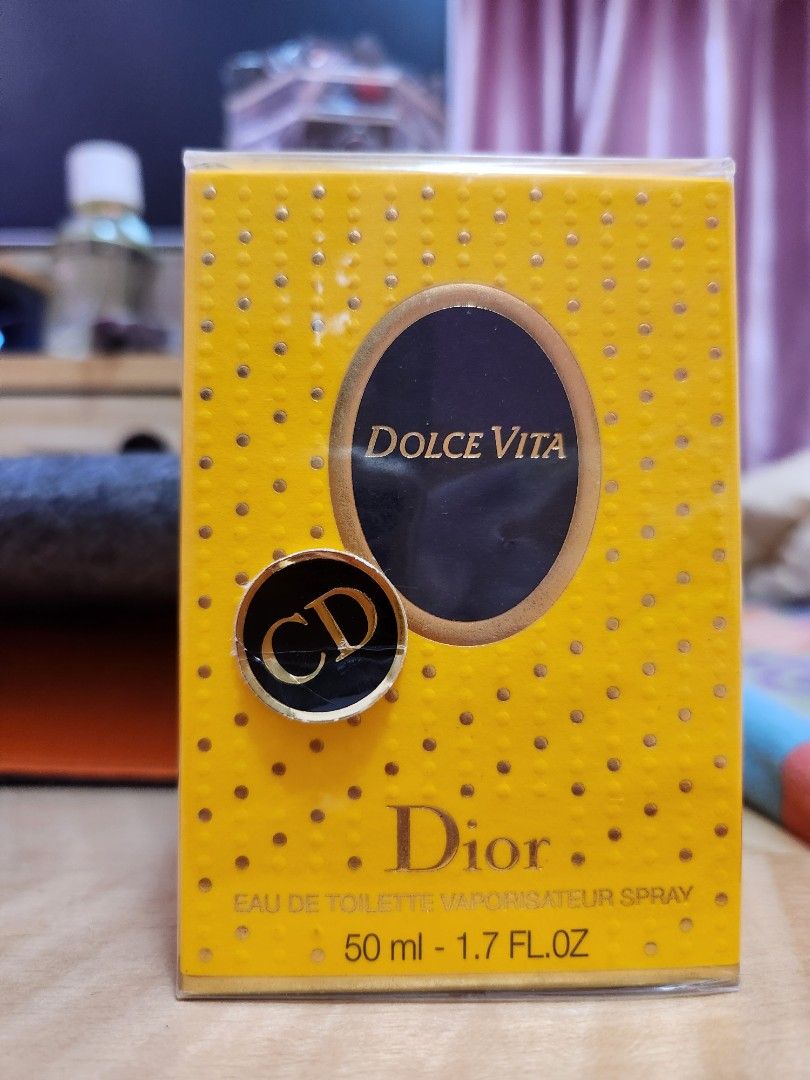 DOLCE VITA
CD
Dior
EAU DE TOILETTE VAPORISATEUR SPRAY
50 ml - 1.7 FL.OZ